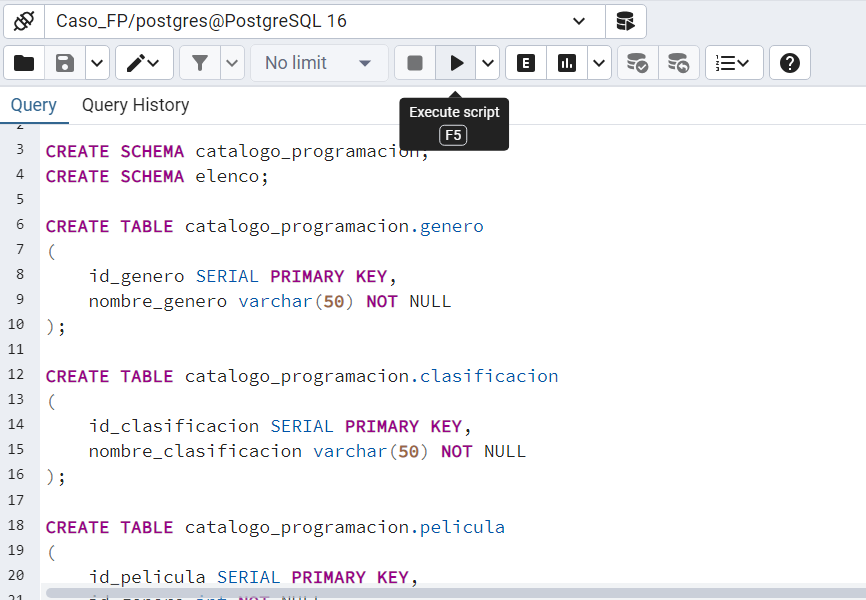 Caso_FP/postgres@PostgreSQL 16
No limit
E
Query Query History
Execute script
F5
2
3 CREATE SCHEMA catalogo_programacion;
4 CREATE SCHEMA elenco;
5
6 CREATE TABLE catalogo_programacion.genero
7 (
8 id_genero SERIAL PRIMARY KEY,
9 nombre_genero varchar(50) NOT NULL
10 );
11
12 CREATE TABLE catalogo_programacion.clasificacion
13 (
14 id_clasificacion SERIAL PRIMARY KEY,
15 nombre_clasificacion varchar(50) NOT NULL
16 );
17
18 CREATE TABLE catalogo_programacion.pelicula
19 (
20 id_pelicula SERIAL PRIMARY KEY,
21 id_genero int NOT NULL